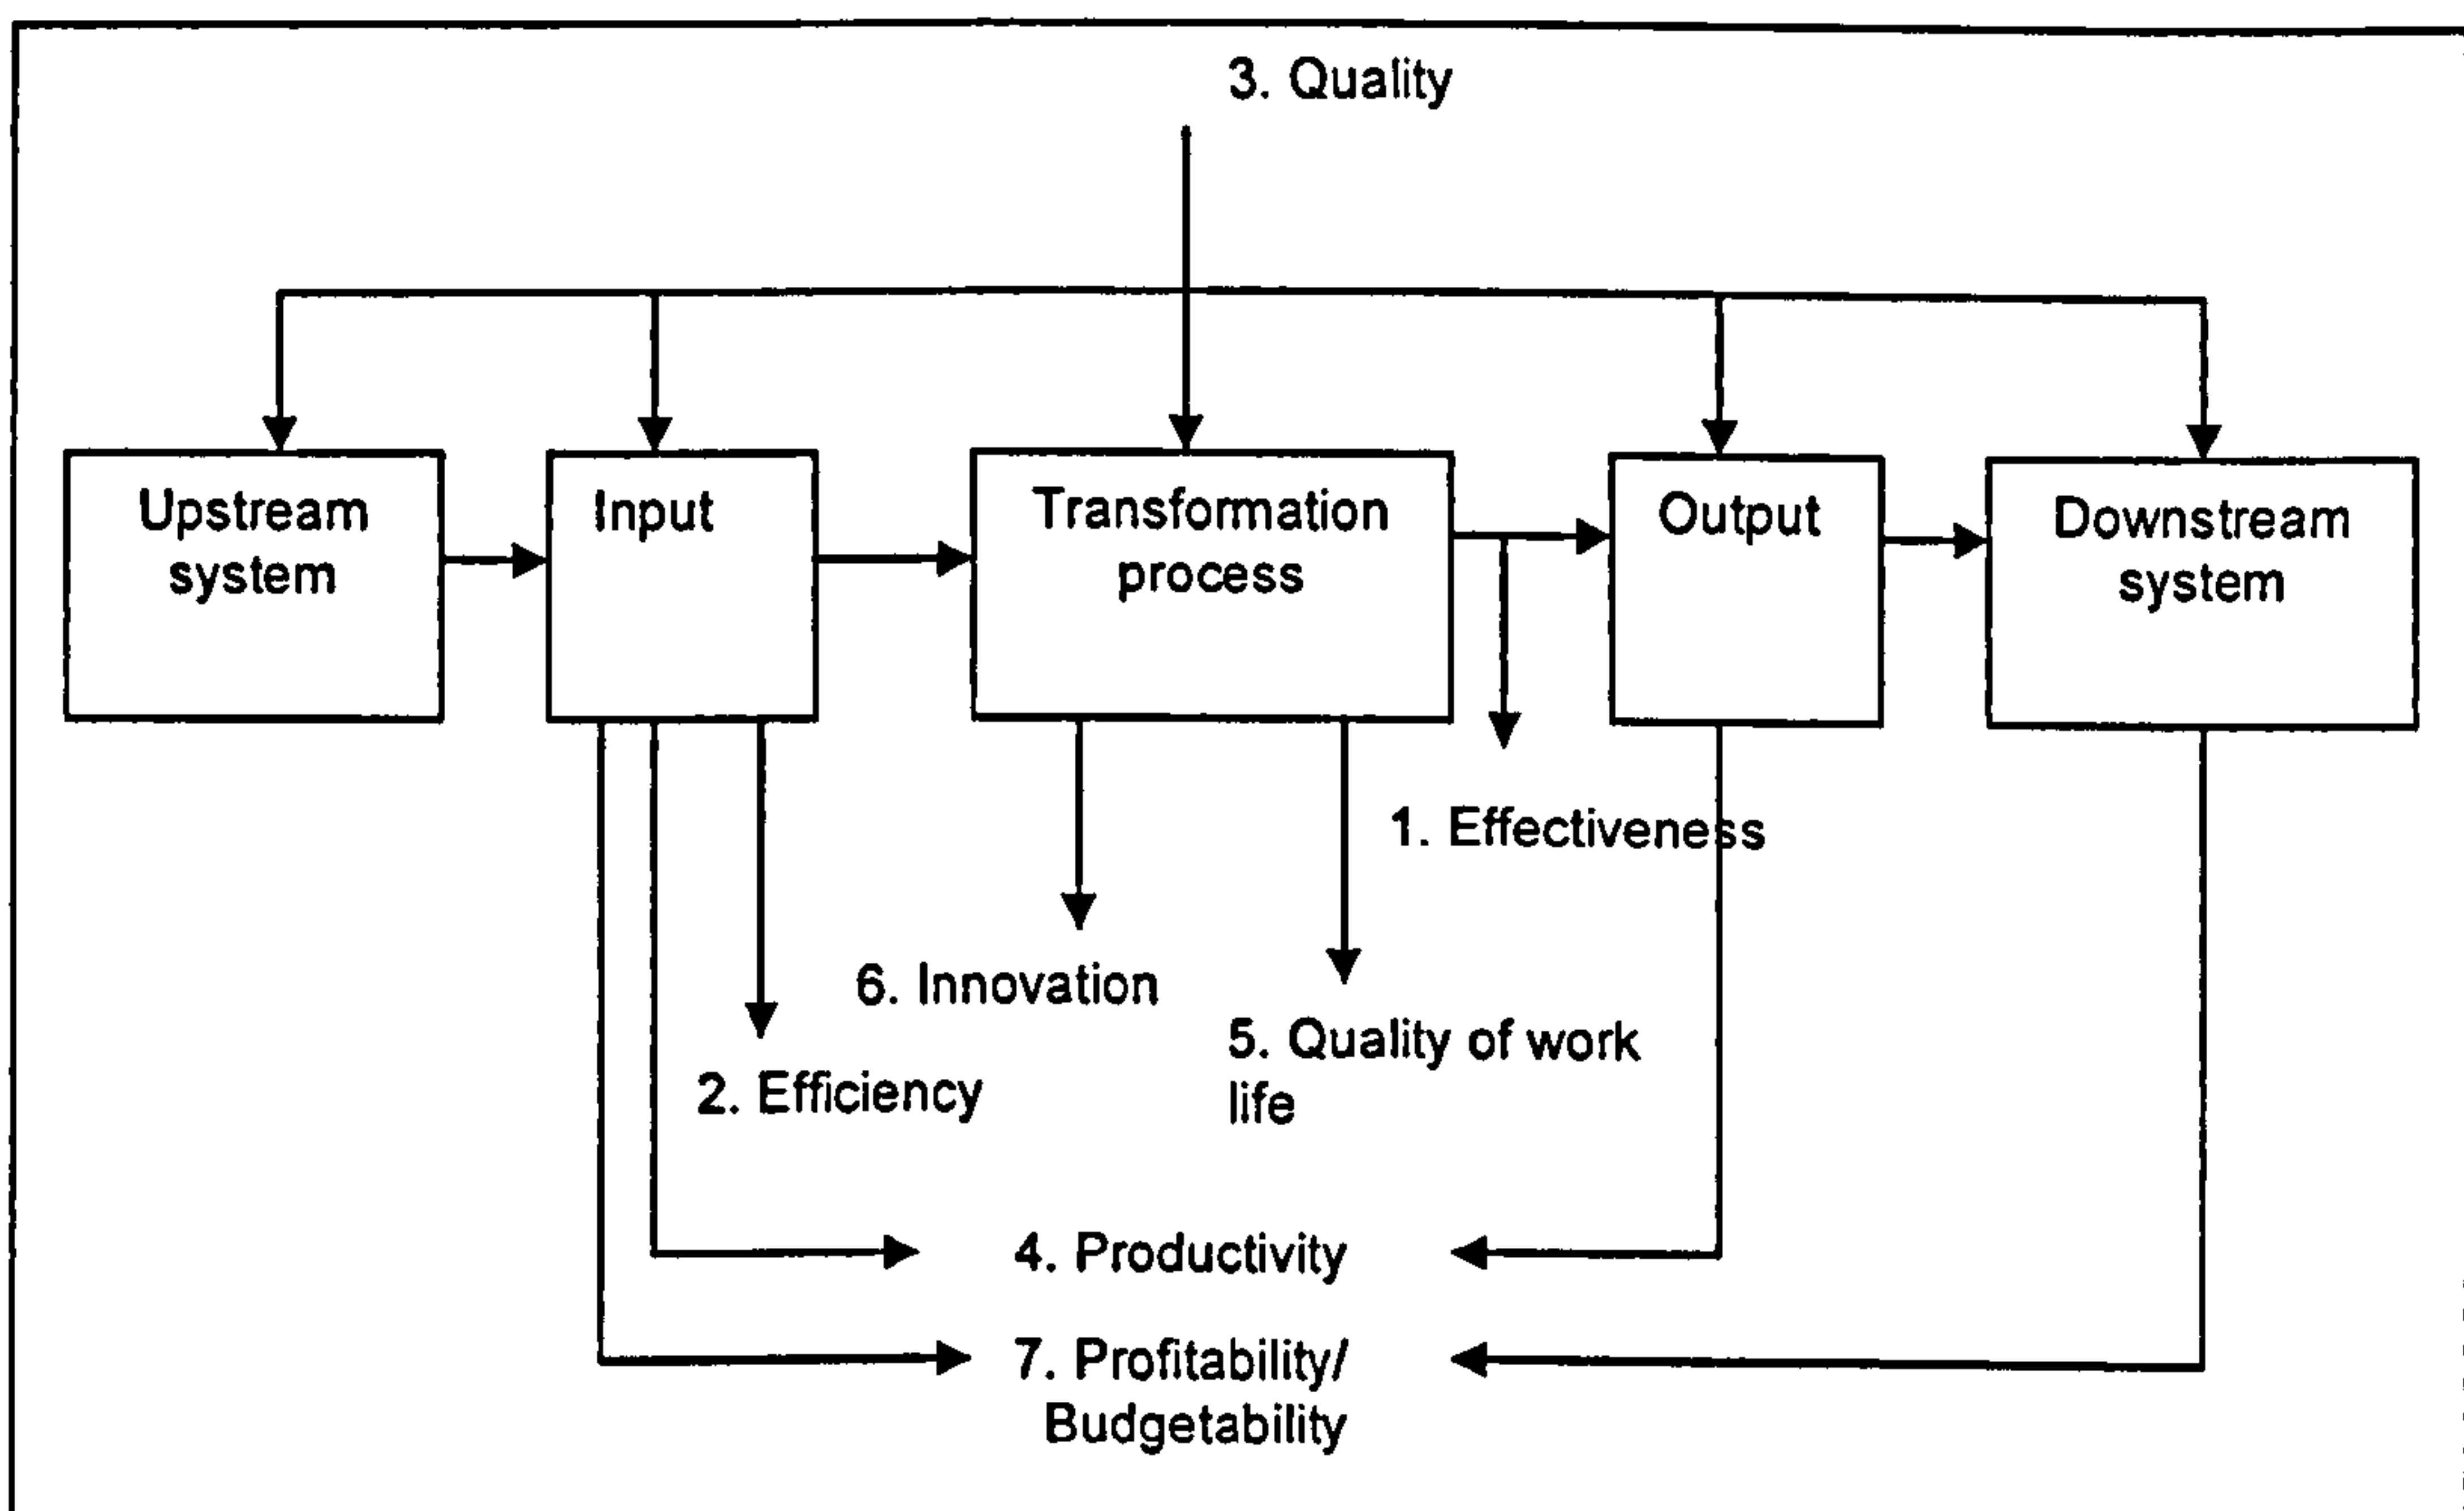 3. Quality
Upstream
system
Input
Transformation
process
Output
Downstream
system
1. Effectiveness
6. Innovation
5. Quality of work
life
2. Efficiency
4. Productivity
7. Profitability/
Budgetability